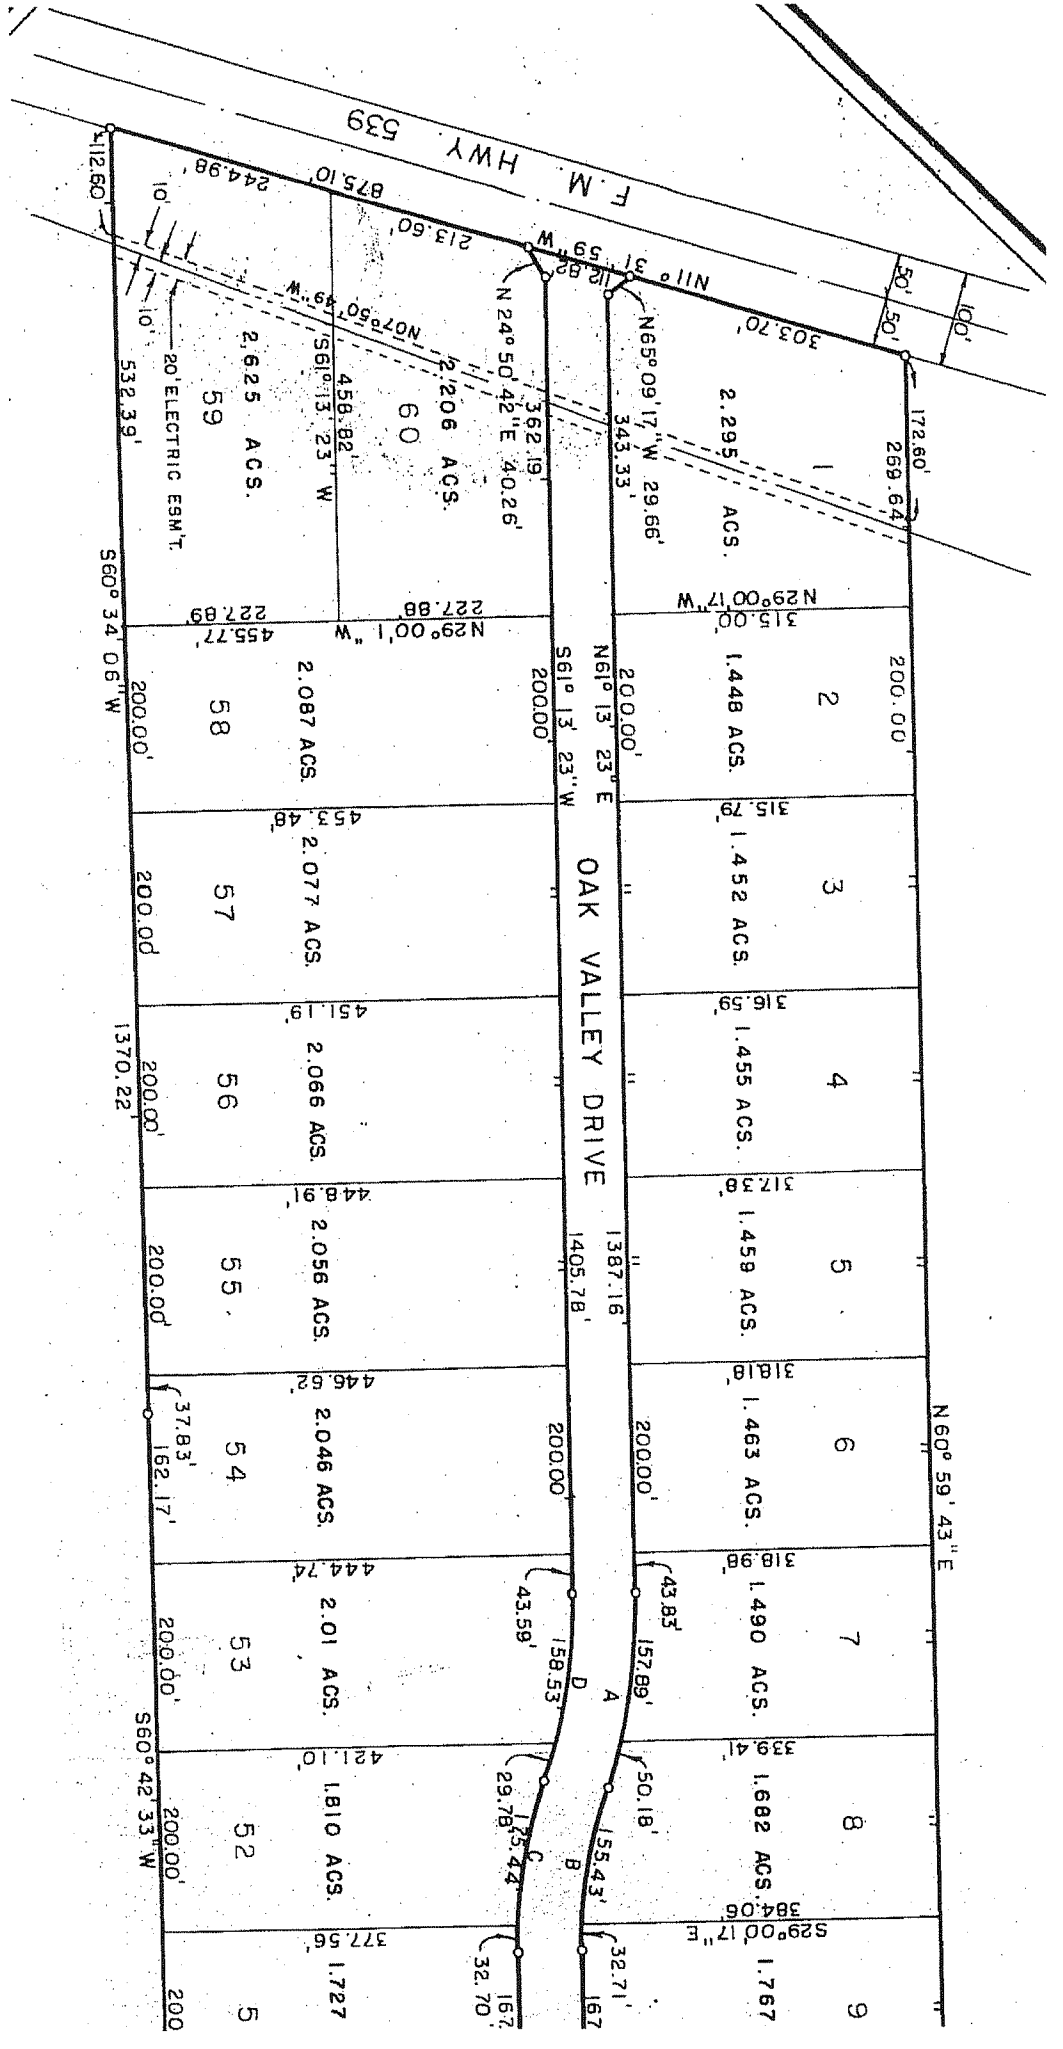 F. M. HWY 539
100'
50'
50'
N11° 31' 59" W
875.10'
244.98'
213.60'
112.82'
303.70'
112.60'
10'
10'
20' ELECTRIC ESM'T.
N07° 50' 49" W
532.39'
59
2.625 ACS.
S61° 13' 23" W
458.82'
60
2.206 ACS.
N 24° 50' 42" E 40.26'
362.19'
343.33'
N65° 09' 17" W 29.66'
1
2.295 ACS.
172.60'
269.64'
S60° 34' 06" W
1370.22'
455.77'
227.89'
227.88'
N29°00'1 " W
N29°00'17" W
315.00'
58
2.087 ACS.
200.00'
200.00'
S61° 13' 23" W
N61° 13' 23" E
200.00'
2
1.448 ACS.
200.00'
453.48'
315.79'
57
2.077 ACS.
200.00'
OAK VALLEY DRIVE
3
1.452 ACS.
451.19'
316.59'
56
2.066 ACS.
200.00'
4
1.455 ACS.
448.91'
317.38'
55
2.056 ACS.
200.00'
1405.78'
1387.16'
5
1.459 ACS.
446.62'
318.18'
54
2.046 ACS.
37.83'
162.17'
200.00'
200.00'
6
1.463 ACS.
N 60° 59' 43" E
444.74'
318.98'
53
2.01 ACS.
200.00'
43.59'
158.53'
D
A
43.83'
157.89'
7
1.490 ACS.
S60° 42' 33" W
421.10'
339.41'
52
1.810 ACS.
200.00'
29.78'
175.44'
C
B
50.18'
155.43'
8
1.682 ACS.
377.56'
384.06'
S29°00'17" E
32.70'
32.71'
5
1.727
200
167.
167
9
1.767